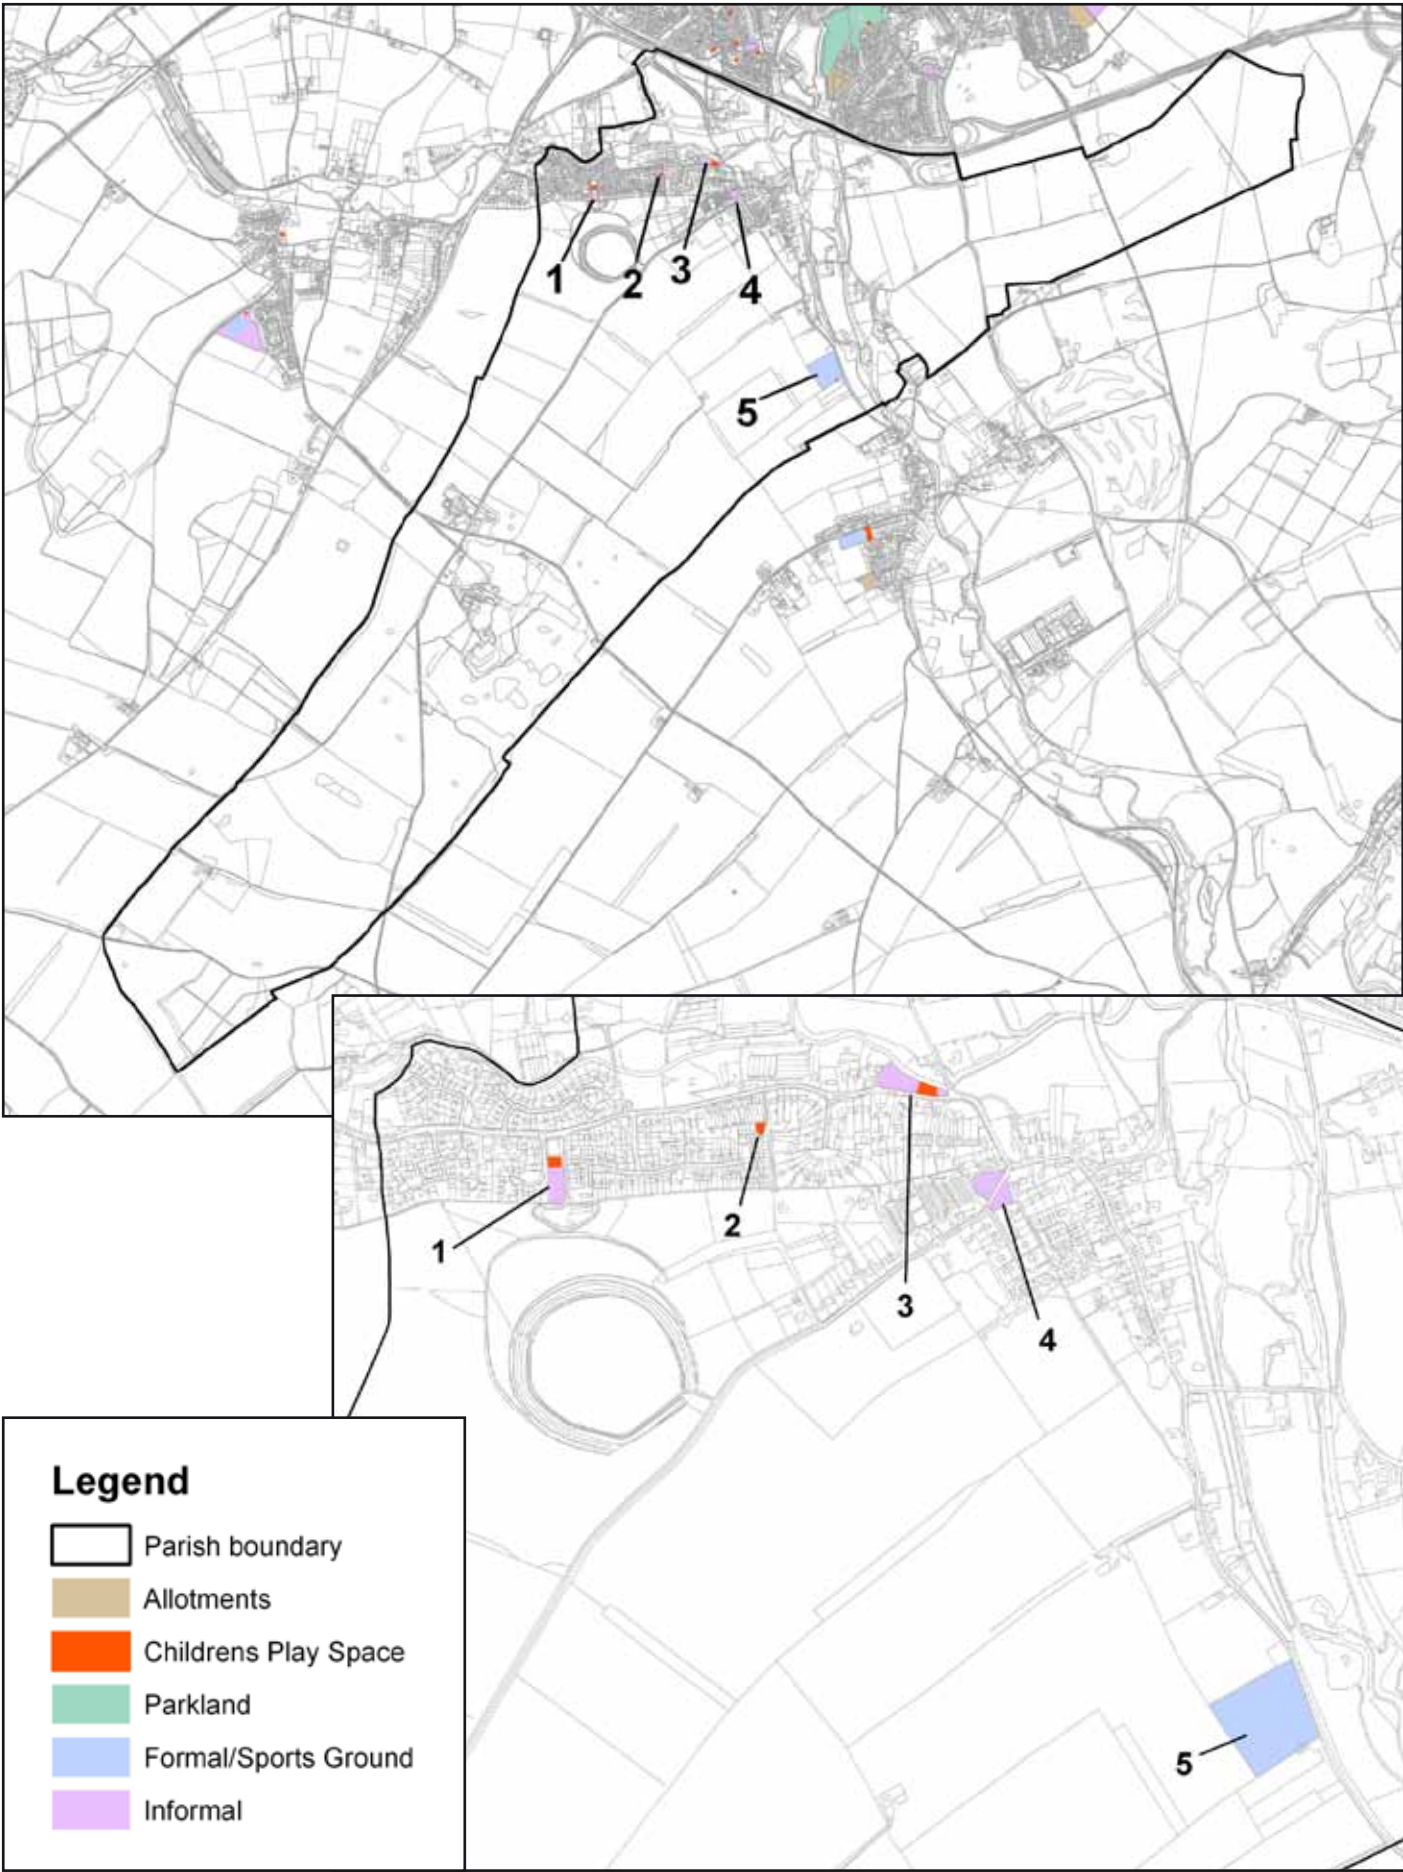 1
2
3
4
5
1
2
3
4
5
Legend
Parish boundary
Allotments
Childrens Play Space
Parkland
Formal/Sports Ground
Informal